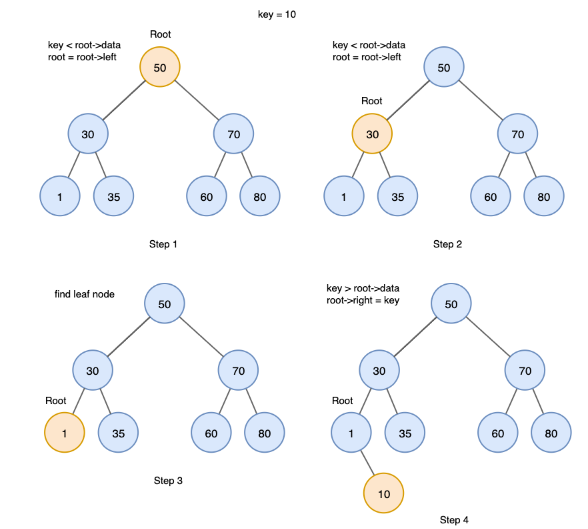 key = 10
Root
key < root->data
root = root->left
50
30
70
1
35
60
80
Step 1
key < root->data
root = root->left
50
Root
30
70
1
35
60
80
Step 2
find leaf node
50
30
70
Root
1
35
60
80
Step 3
key > root->data
root->right = key
50
30
70
Root
1
35
60
80
10
Step 4